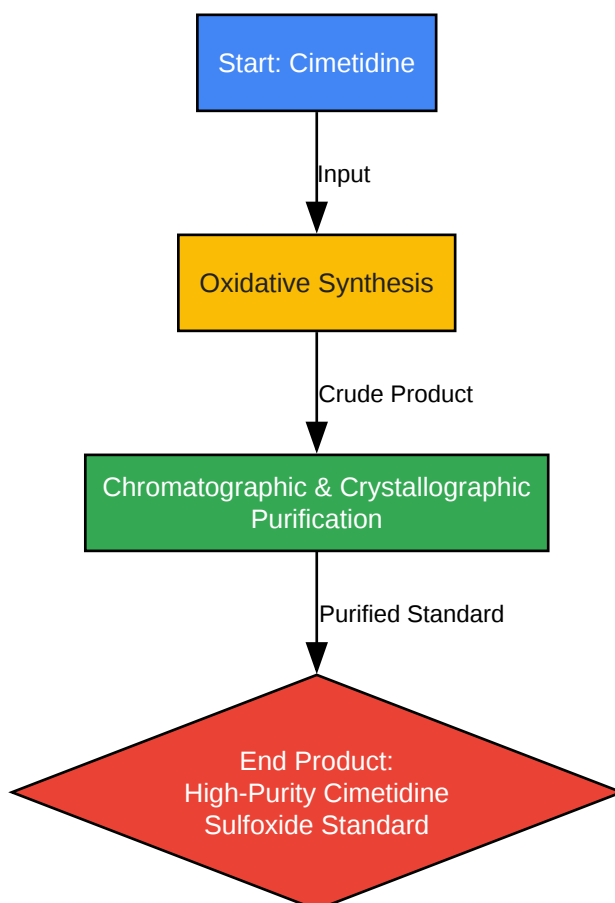 Start: Cimetidine
Input
Oxidative Synthesis
Crude Product
Chromatographic & Crystallographic
Purification
Purified Standard
End Product:
High-Purity Cimetidine
Sulfoxide Standard